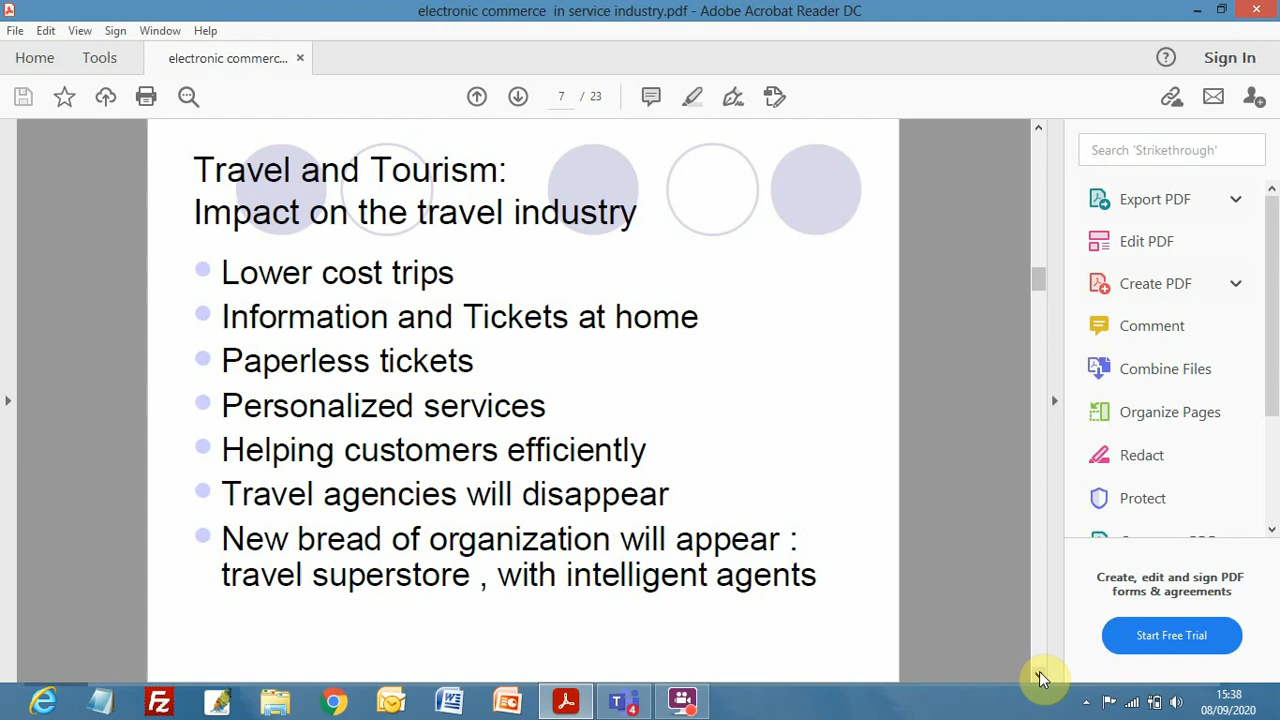 electronic commerce in service industry.pdf - Adobe Acrobat Reader DC
File Edit View Sign Window Help
Home Tools electronic commerc... × Sign In
7 / 23
Travel and Tourism:
Impact on the travel industry
Lower cost trips
Information and Tickets at home
Paperless tickets
Personalized services
Helping customers efficiently
Travel agencies will disappear
New bread of organization will appear :
travel superstore , with intelligent agents
Search 'Strikethrough'
Export PDF
Edit PDF
Create PDF
Comment
Combine Files
Organize Pages
Redact
Protect
Create, edit and sign PDF
forms & agreements
Start Free Trial
4
15:38
08/09/2020